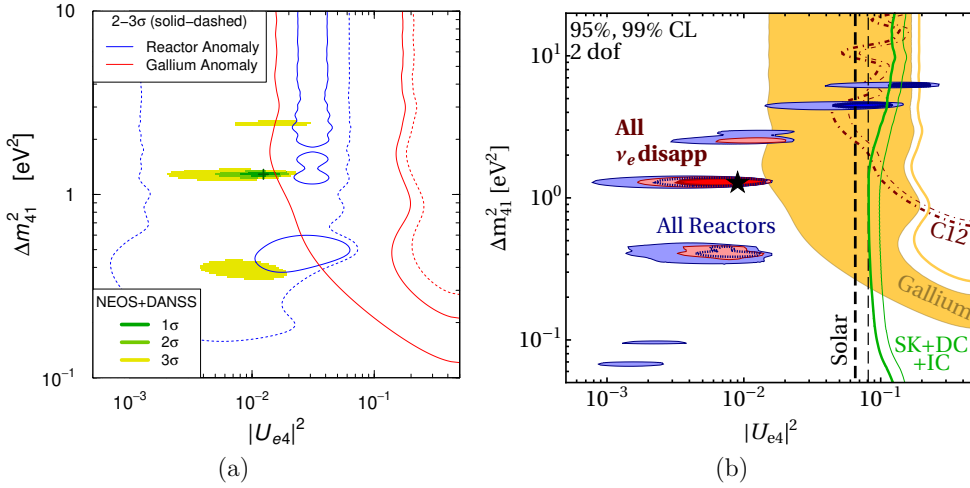 2−3σ (solid-dashed)
Reactor Anomaly
Gallium Anomaly
10
1
10⁻¹
Δm²₄₁ [eV²]
NEOS+DANSS
1σ
2σ
3σ
10⁻³
10⁻²
10⁻¹
|Uₑ₄|²
(a)
95%, 99% CL
2 dof
10¹
10⁰
10⁻¹
Δm²₄₁ [eV²]
All
νₑ disapp
All Reactors
C12
Gallium
Solar
SK+DC
+IC
10⁻³
10⁻²
10⁻¹
|Uₑ₄|²
(b)